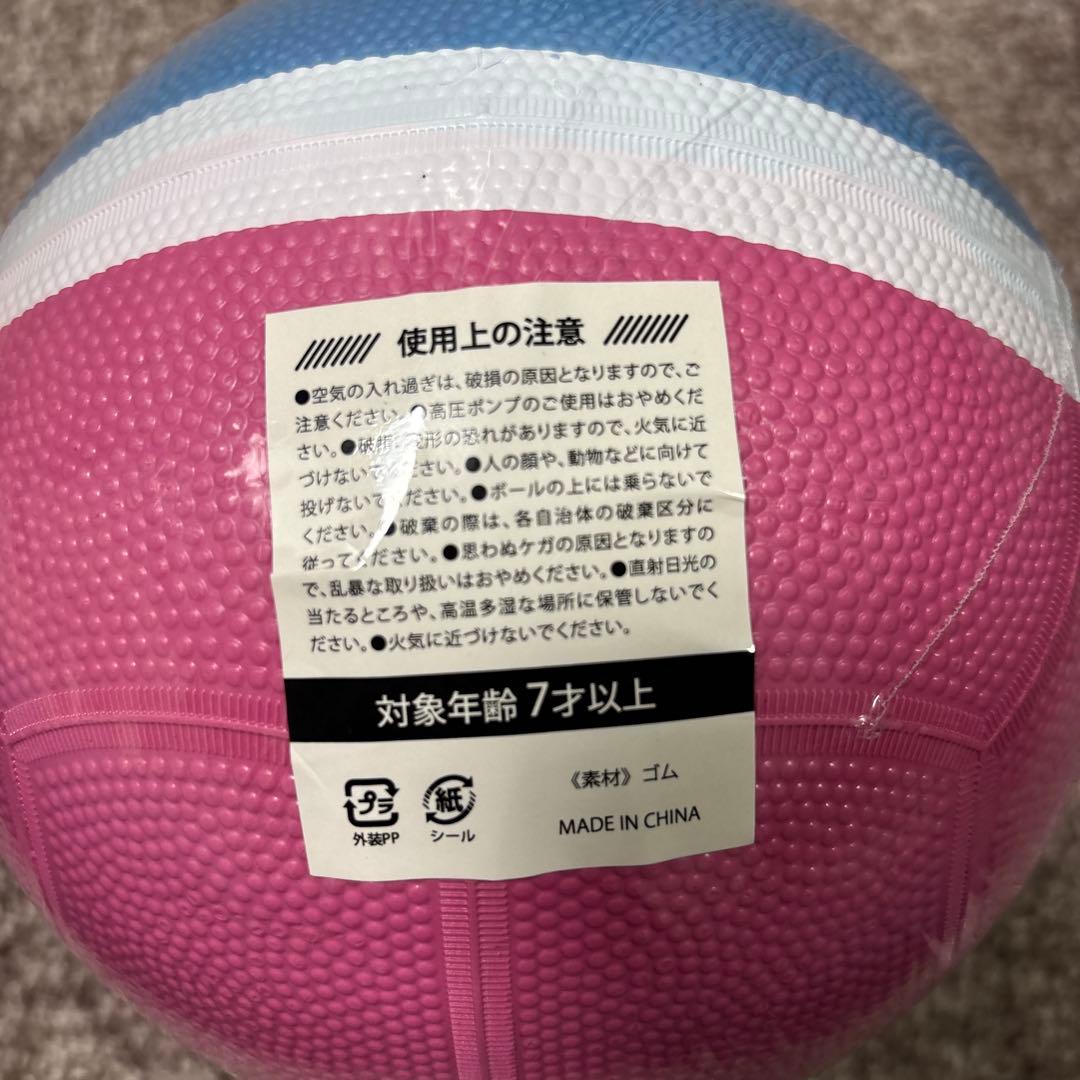 使用上の注意
●空気の入れ過ぎは、破損の原因となりますので、ご
注意ください。●高圧ポンプのご使用はおやめくだ
さい。●破損、変形の恐れがありますので、火気に近
づけないでください。●人の顔や、動物などに向けて
投げないでください。●ボールの上には乗らないで
ください。●破棄の際は、各自治体の破棄区分に
従ってください。●思わぬケガの原因となりますの
で、乱暴な取り扱いはおやめください。●直射日光の
当たるところや、高温多湿な場所に保管しないでく
ださい。●火気に近づけないでください。
対象年齢 7才以上
プラ 紙
外装PP シール
《素材》ゴム
MADE IN CHINA